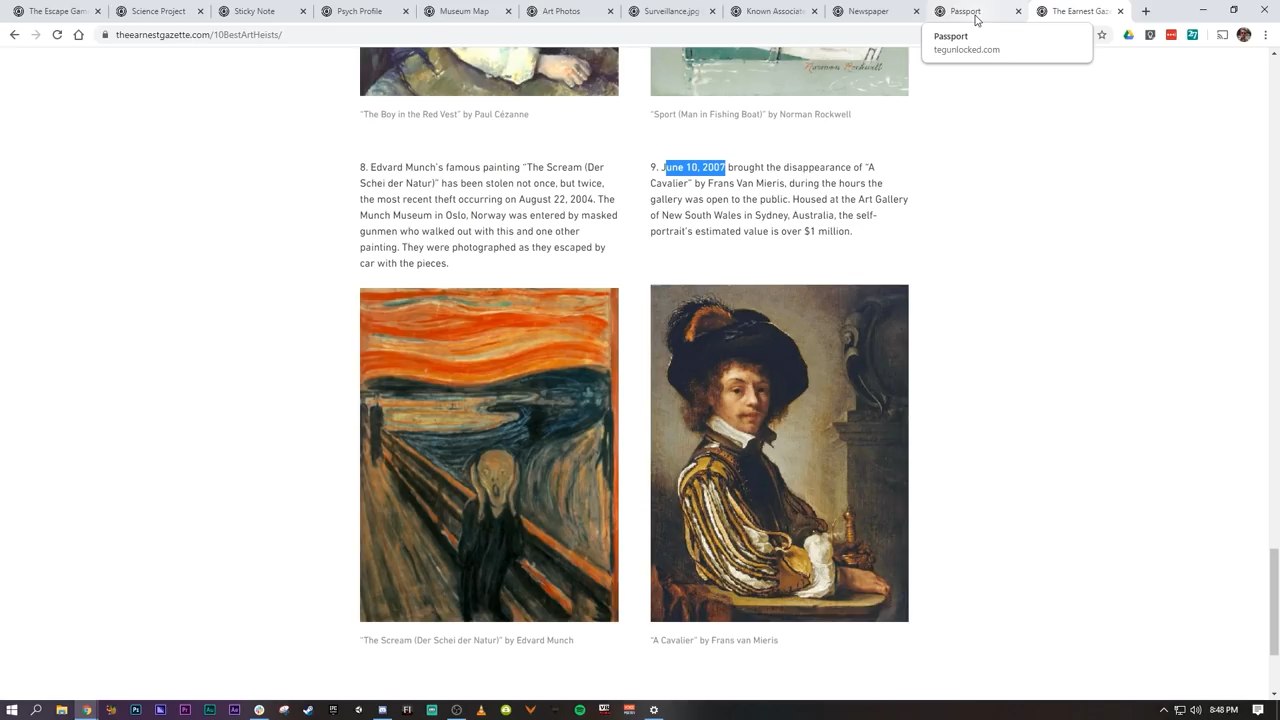 The Escape Gam
Science Project
Sticky Note
Psych Profile
Museum Map
Art Photos
Surveillance.jpg
Known Associate
Newspaper
Passport
The Earnest Gaz
theearnestgazette.com/10BestArtHeists/
27
Passport
tegunlocked.com
Norman Rockwell
"The Boy in the Red Vest" by Paul Cézanne
"Sport (Man in Fishing Boat)" by Norman Rockwell
8. Edvard Munch's famous painting "The Scream (Der
Schei der Natur)" has been stolen not once, but twice,
the most recent theft occurring on August 22, 2004. The
Munch Museum in Oslo, Norway was entered by masked
gunmen who walked out with this and one other
painting. They were photographed as they escaped by
car with the pieces.
9. June 10, 2007 brought the disappearance of "A
Cavalier" by Frans Van Mieris, during the hours the
gallery was open to the public. Housed at the Art Gallery
of New South Wales in Sydney, Australia, the self-
portrait's estimated value is over $1 million.
"The Scream (Der Schei der Natur)" by Edvard Munch
"A Cavalier" by Frans van Mieris
8:48 PM